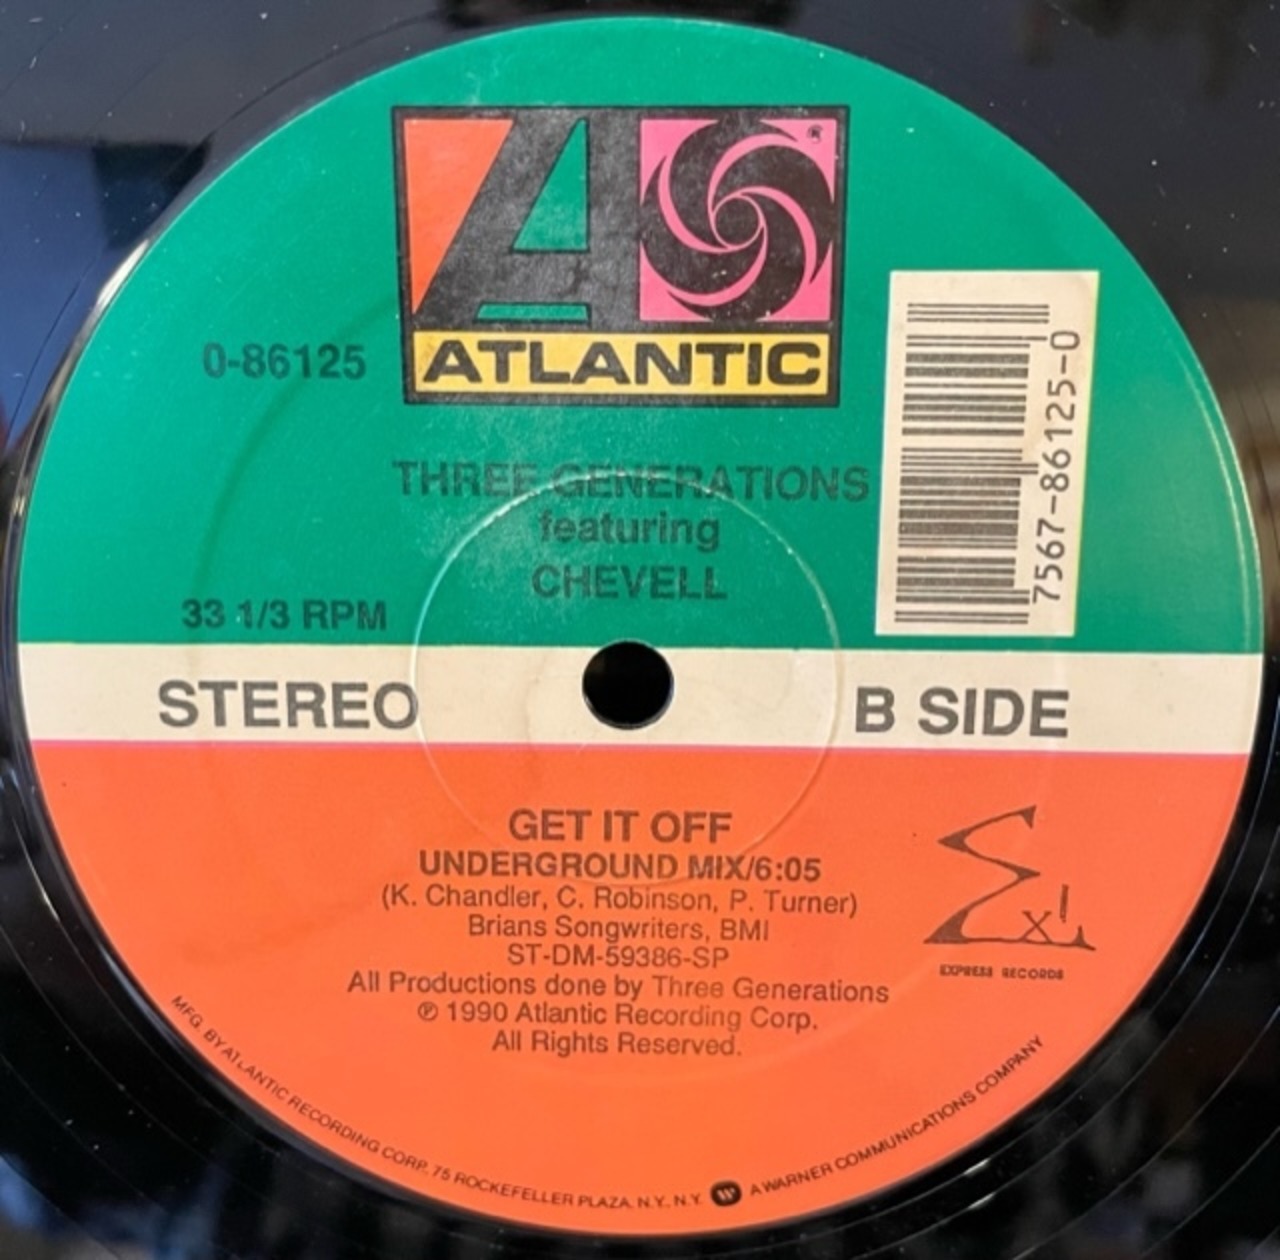 A
®
ATLANTIC
0-86125
7567-86125-0
THREE GENERATIONS
featuring
CHEVELL
33 1/3 RPM
STEREO
B SIDE
GET IT OFF
UNDERGROUND MIX/6:05
(K. Chandler, C. Robinson, P. Turner)
Brians Songwriters, BMI
ST-DM-59386-SP
All Productions done by Three Generations
℗ 1990 Atlantic Recording Corp.
All Rights Reserved.
EXPRESS RECORDS
MFG. BY ATLANTIC RECORDING CORP. 75 ROCKEFELLER PLAZA, N.Y. N.Y. A WARNER COMMUNICATIONS COMPANY